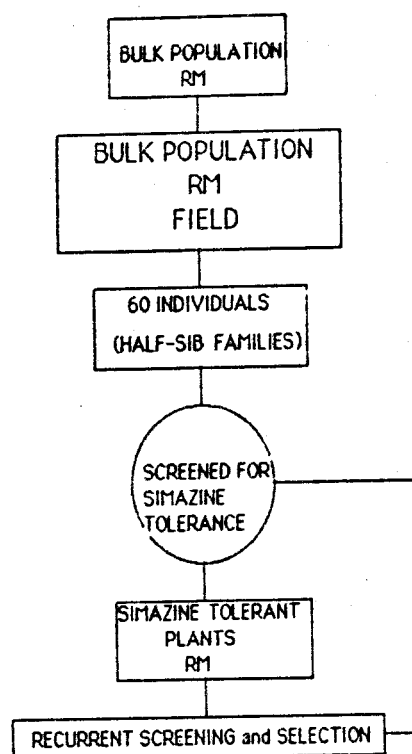 BULK POPULATION
RM
BULK POPULATION
RM
FIELD
60 INDIVIDUALS
(HALF-SIB FAMILIES)
SCREENED FOR
SIMAZINE
TOLERANCE
SIMAZINE TOLERANT
PLANTS
RM
RECURRENT SCREENING and SELECTION